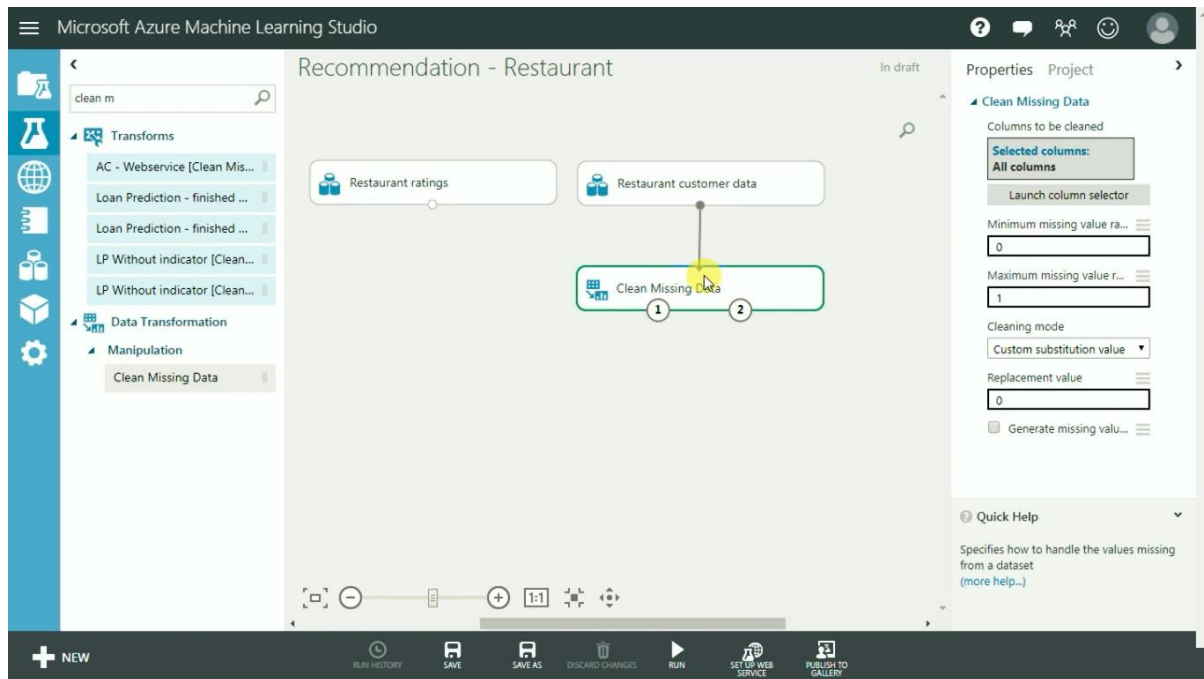 Microsoft Azure Machine Learning Studio
clean m
Transforms
AC - Webservice [Clean Mis...
Loan Prediction - finished ...
Loan Prediction - finished ...
LP Without indicator [Clean...
LP Without indicator [Clean...
Data Transformation
Manipulation
Clean Missing Data
Recommendation - Restaurant
In draft
Restaurant ratings
Restaurant customer data
Clean Missing Data
1
2
1:1
Properties Project
Clean Missing Data
Columns to be cleaned
Selected columns:
All columns
Launch column selector
Minimum missing value ra...
0
Maximum missing value r...
1
Cleaning mode
Custom substitution value
Replacement value
0
Generate missing valu...
Quick Help
Specifies how to handle the values missing
from a dataset
(more help...)
NEW
RUN HISTORY
SAVE
SAVE AS
DISCARD CHANGES
RUN
SET UP WEB
SERVICE
PUBLISH TO
GALLERY